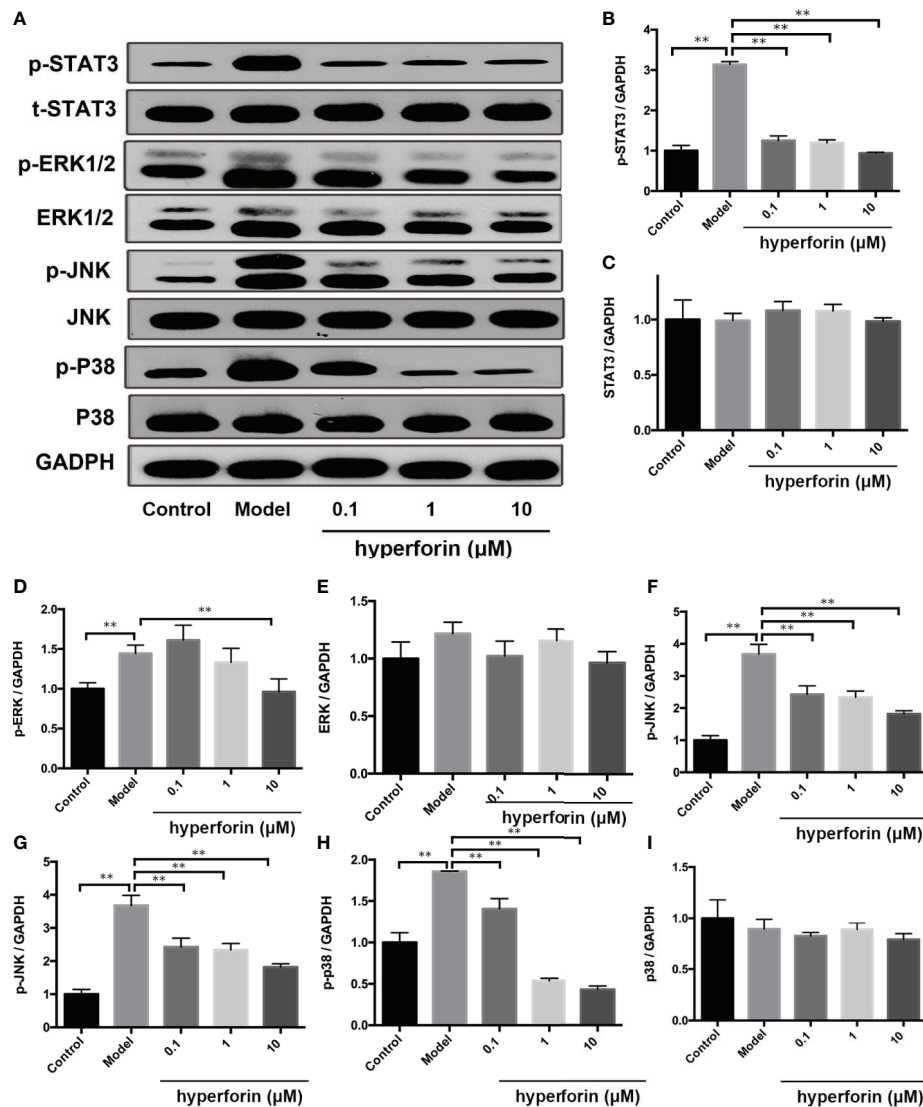 A
p-STAT3
t-STAT3
p-ERK1/2
ERK1/2
p-JNK
JNK
p-P38
P38
GADPH
Control Model 0.1 1 10
hyperforin (μM)
B
p-STAT3 / GAPDH
4
3
2
1
0
** ** ** **
Control Model 0.1 1 10
hyperforin (μM)
C
STAT3 / GAPDH
1.0
0.5
0.0
Control Model 0.1 1 10
hyperforin (μM)
D
p-ERK / GAPDH
2.0
1.5
1.0
0.5
0.0
** **
Control Model 0.1 1 10
hyperforin (μM)
E
ERK / GAPDH
1.5
1.0
0.5
0.0
Control Model 0.1 1 10
hyperforin (μM)
F
p-JNK / GAPDH
5
4
3
2
1
0
** ** ** **
Control Model 0.1 1 10
hyperforin (μM)
G
p-JNK / GAPDH
5
4
3
2
1
0
** ** ** **
Control Model 0.1 1 10
hyperforin (μM)
H
p-p38 / GAPDH
2.0
1.5
1.0
0.5
0.0
** ** ** **
Control Model 0.1 1 10
hyperforin (μM)
I
p38 / GAPDH
1.5
1.0
0.5
0.0
Control Model 0.1 1 10
hyperforin (μM)